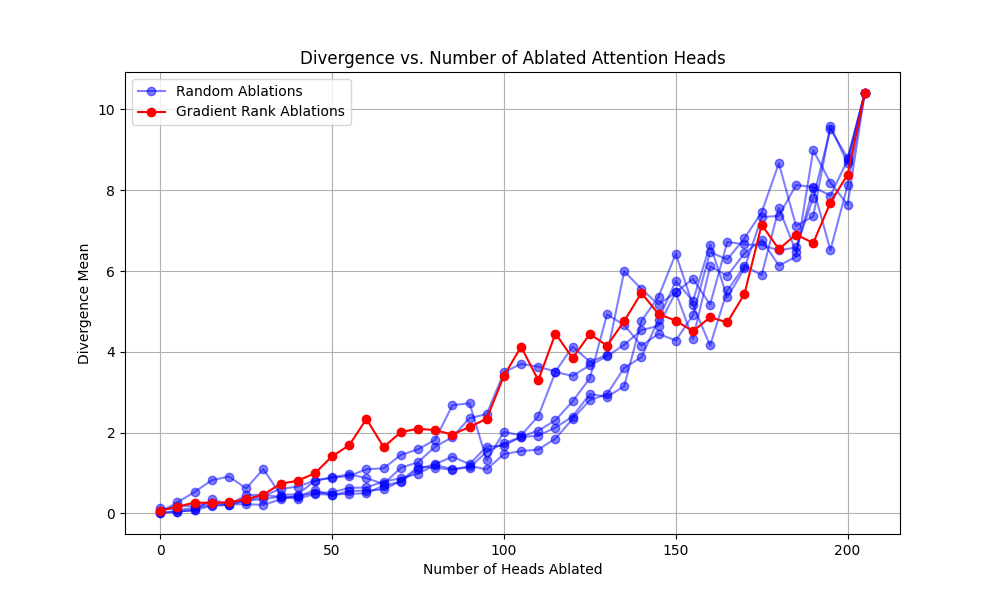 Divergence vs. Number of Ablated Attention Heads
Random Ablations
Gradient Rank Ablations
Divergence Mean
10
8
6
4
2
0
0 50 100 150 200
Number of Heads Ablated